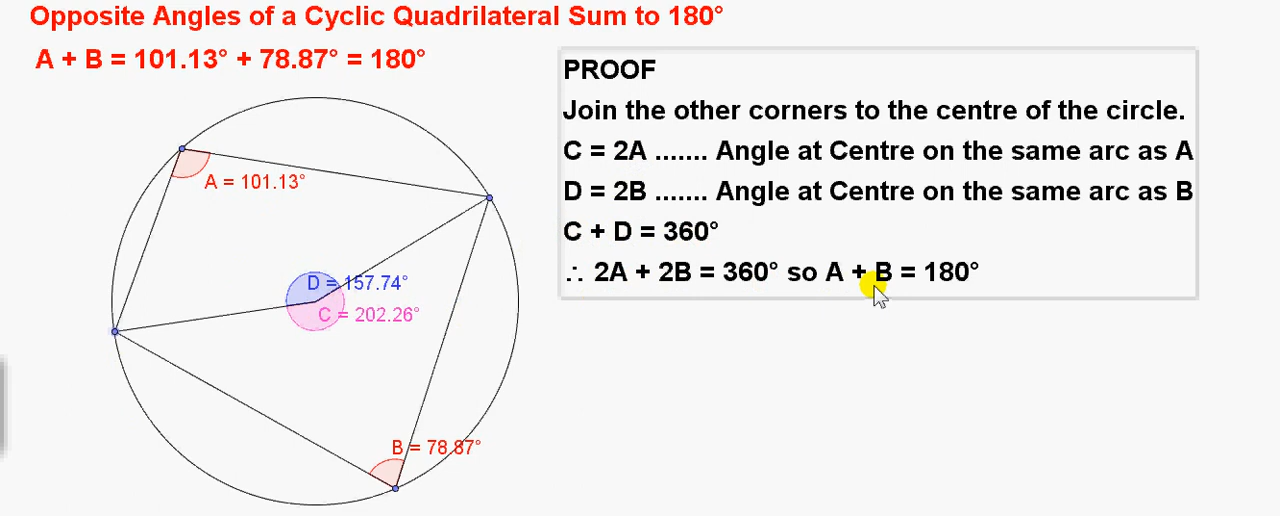 Opposite Angles of a Cyclic Quadrilateral Sum to 180°
A + B = 101.13° + 78.87° = 180°
PROOF
Join the other corners to the centre of the circle.
C = 2A ....... Angle at Centre on the same arc as A
D = 2B ....... Angle at Centre on the same arc as B
C + D = 360°
∴ 2A + 2B = 360° so A + B = 180°
A = 101.13°
D = 157.74°
C = 202.26°
B = 78.87°